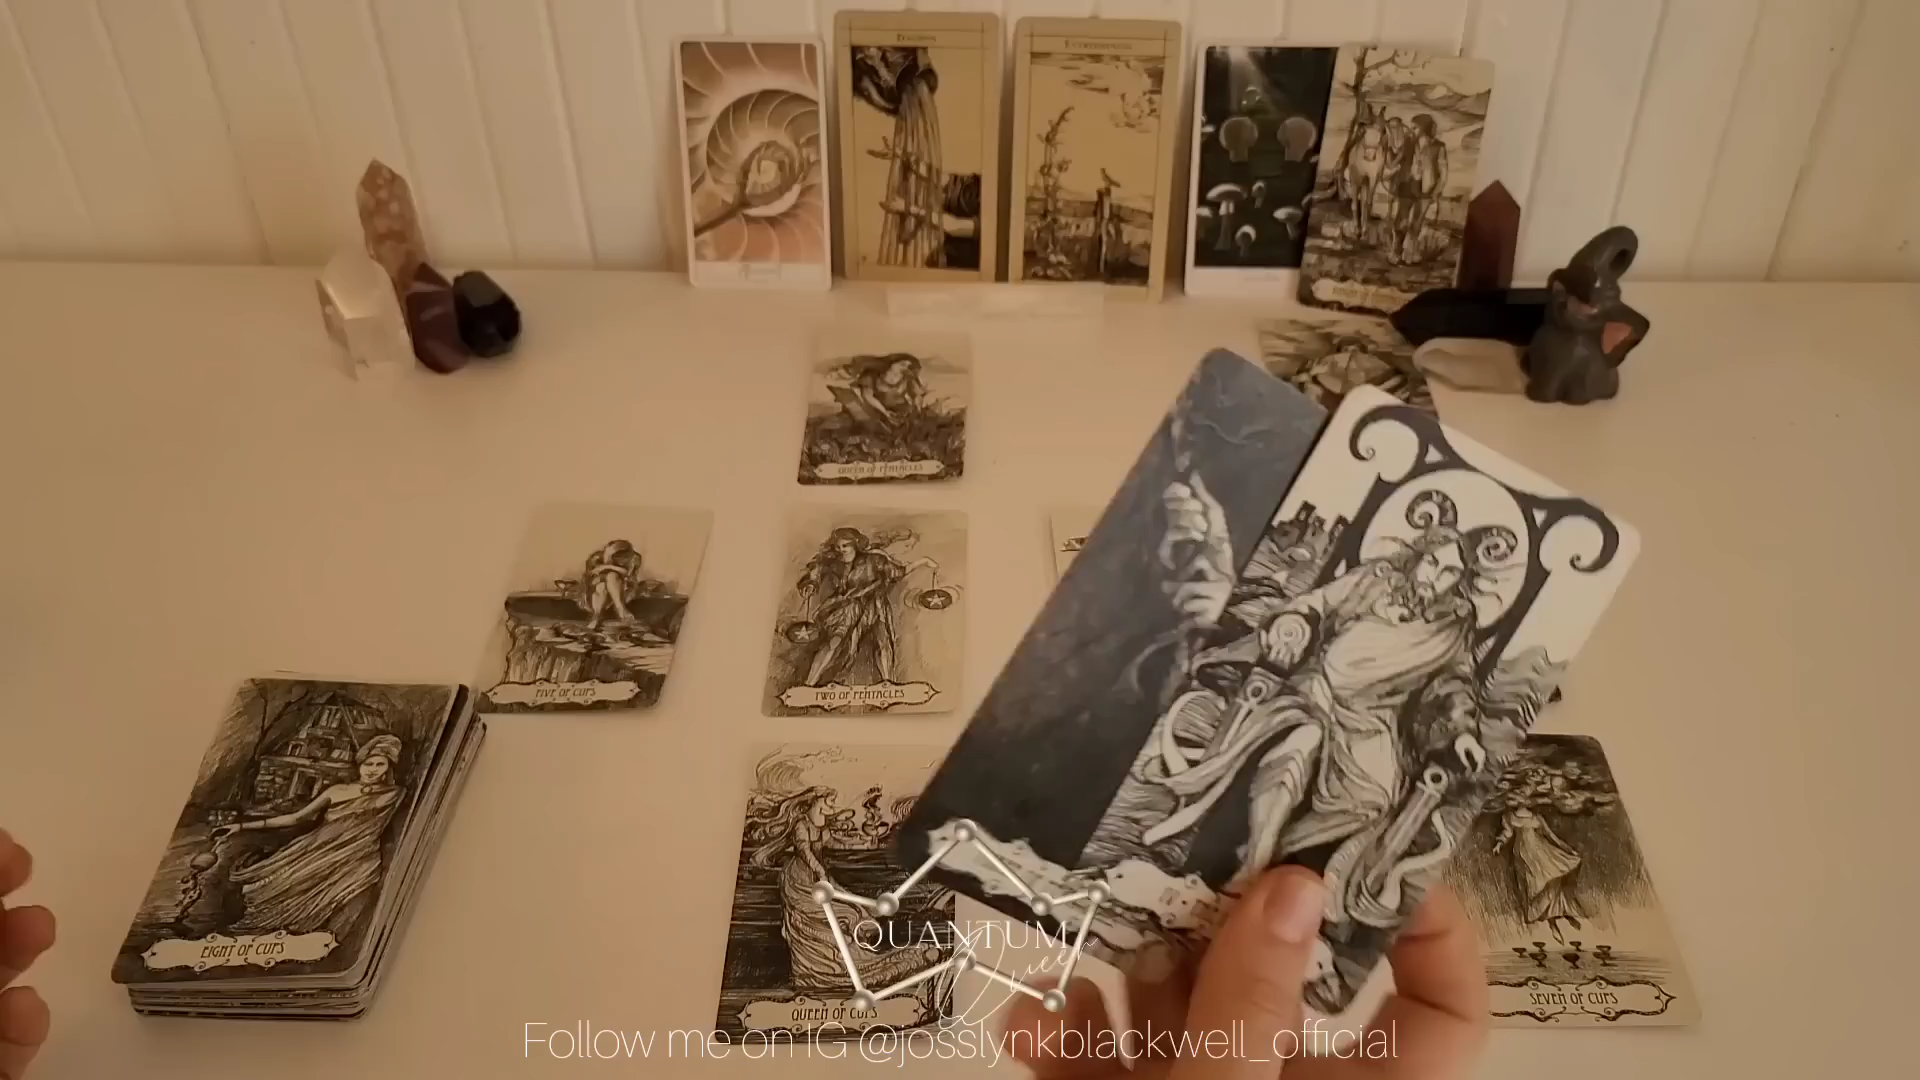 QUEEN OF PENTACLES
FIVE OF CUPS
TWO OF PENTACLES
EIGHT OF CUPS
QUANTUM
Queen
QUEEN OF CUPS
SEVEN OF CUPS
Follow me on IG @josslynkblackwell_official